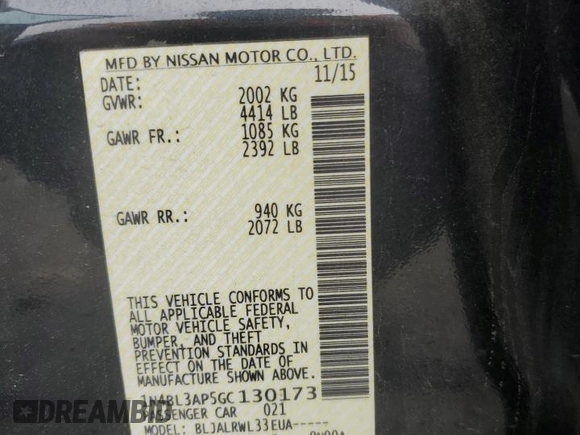 MFD BY NISSAN MOTOR CO., LTD.
DATE: 11/15
GVWR: 2002 KG
4414 LB
GAWR FR.: 1085 KG
2392 LB
GAWR RR.: 940 KG
2072 LB
THIS VEHICLE CONFORMS TO
ALL APPLICABLE FEDERAL
MOTOR VEHICLE SAFETY,
BUMPER, AND THEFT
PREVENTION STANDARDS IN
EFFECT ON THE DATE OF
MANUFACTURE SHOWN ABOVE.
130173
PASSENGER CAR 021
MODEL: BLJALRWL33EUA-----
DEALERSCOPE